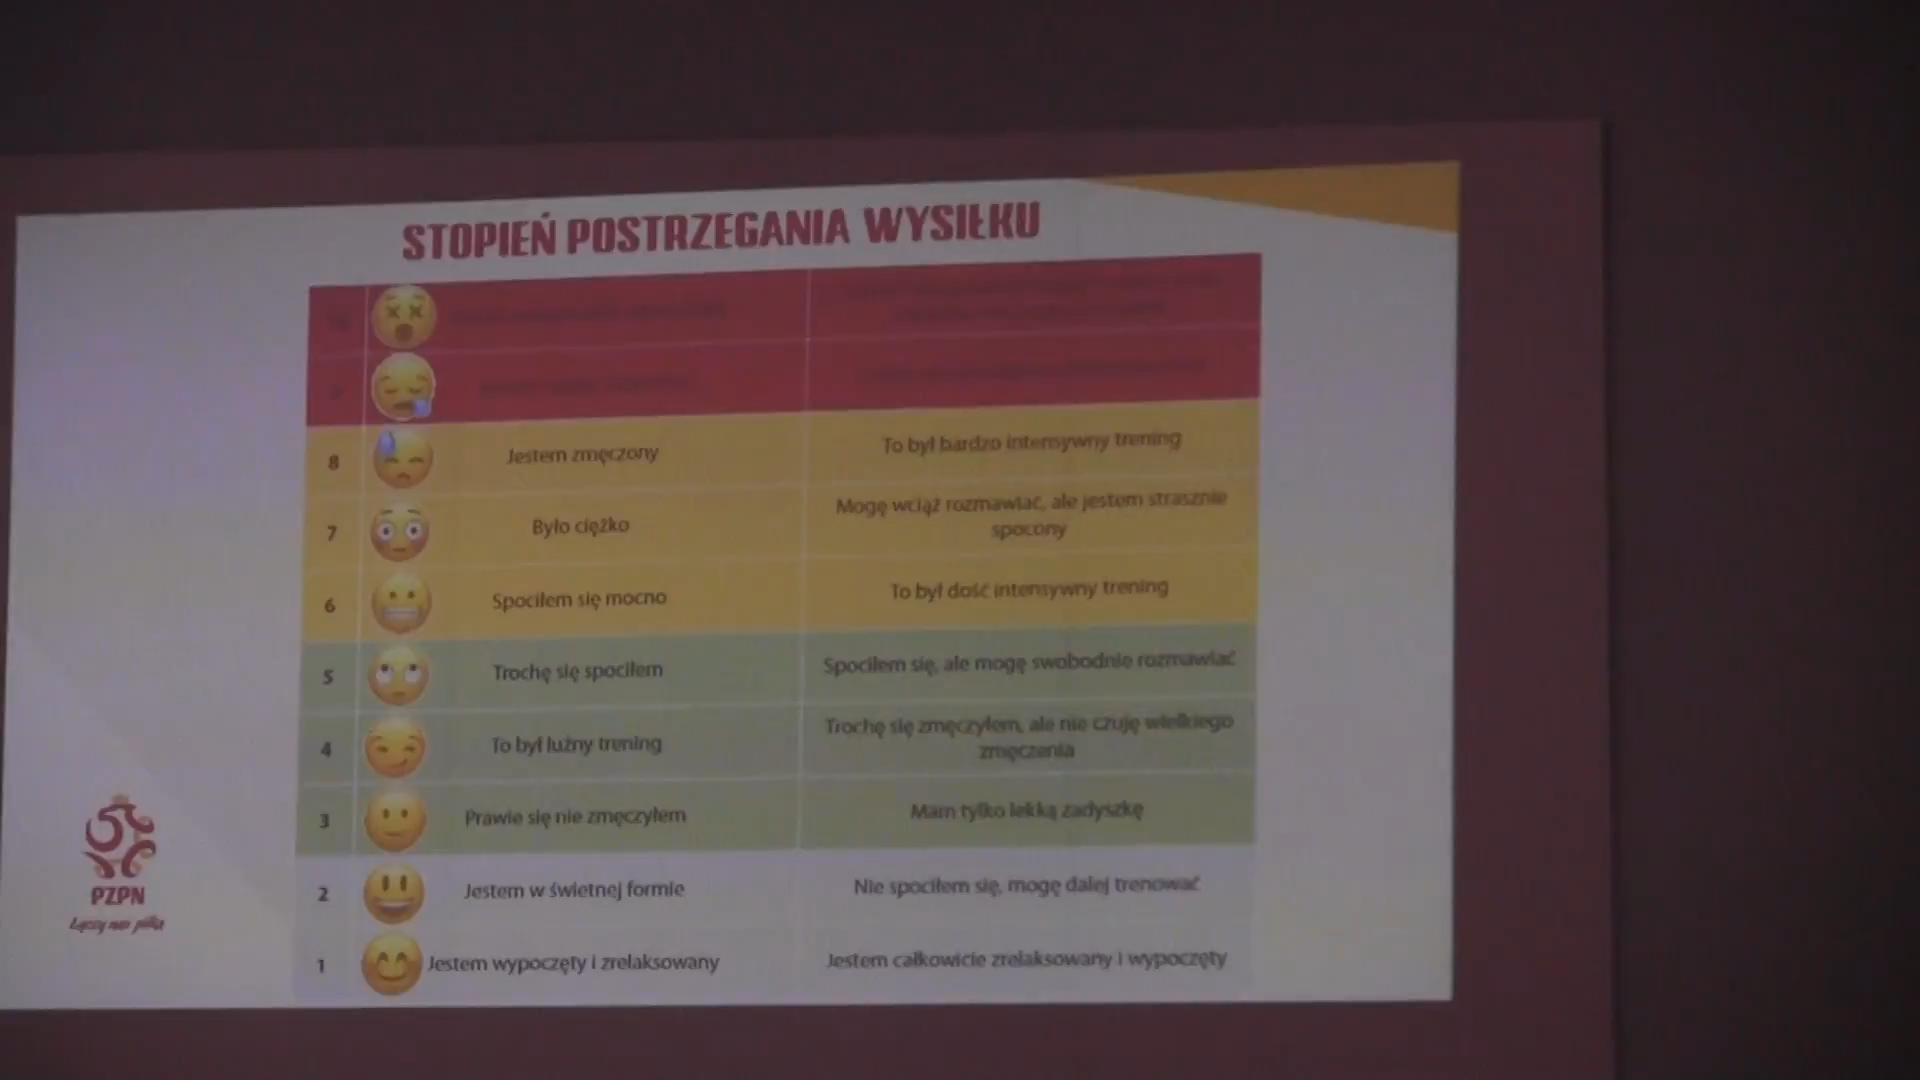 STOPIEŃ POSTRZEGANIA WYSIŁKU
8 Jestem zmęczony To był bardzo intensywny trening
7 Było ciężko Mogę wciąż rozmawiać, ale jestem strasznie
spocony
6 Spociłem się mocno To był dość intensywny trening
5 Trochę się spociłem Spociłem się, ale mogę swobodnie rozmawiać
4 To był luźny trening Trochę się zmęczyłem, ale nie czuję wielkiego
zmęczenia
3 Prawie się nie zmęczyłem Mam tylko lekką zadyszkę
2 Jestem w świetnej formie Nie spociłem się, mogę dalej trenować
1 Jestem wypoczęty i zrelaksowany Jestem całkowicie zrelaksowany i wypoczęty
PZPN
Łączy nas piłka